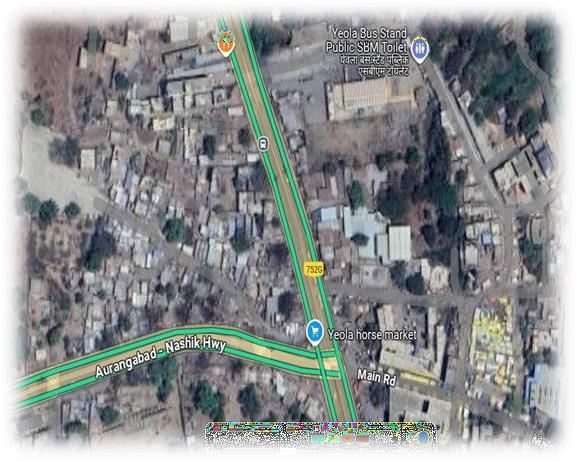 Yeola Bus Stand
Public SBM Toilet
येवला बस स्टँड पब्लिक
एसबीएम टॉयलेट
752G
Yeola horse market
Aurangabad - Nashik Hwy
Main Rd